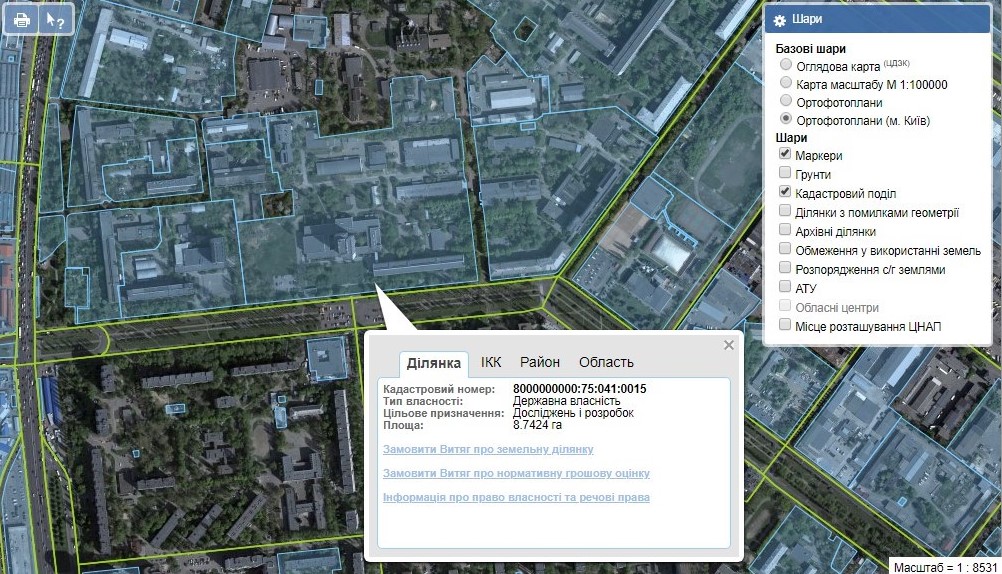 ?
Шари
Базові шари
Оглядова карта (ЦДЗК)
Карта масштабу М 1:100000
Ортофотоплани
Ортофотоплани (м. Київ)
Шари
Маркери
Грунти
Кадастровий поділ
Ділянки з помилками геометрії
Архівні ділянки
Обмеження у використанні земель
Розпорядження с/г землями
АТУ
Обласні центри
Місце розташування ЦНАП
Ділянка ІКК Район Область
Кадастровий номер: 8000000000:75:041:0015
Тип власності: Державна власність
Цільове призначення: Досліджень і розробок
Площа: 8.7424 га
Замовити Витяг про земельну ділянку
Замовити Витяг про нормативну грошову оцінку
Інформація про право власності та речові права
Масштаб = 1 : 8531